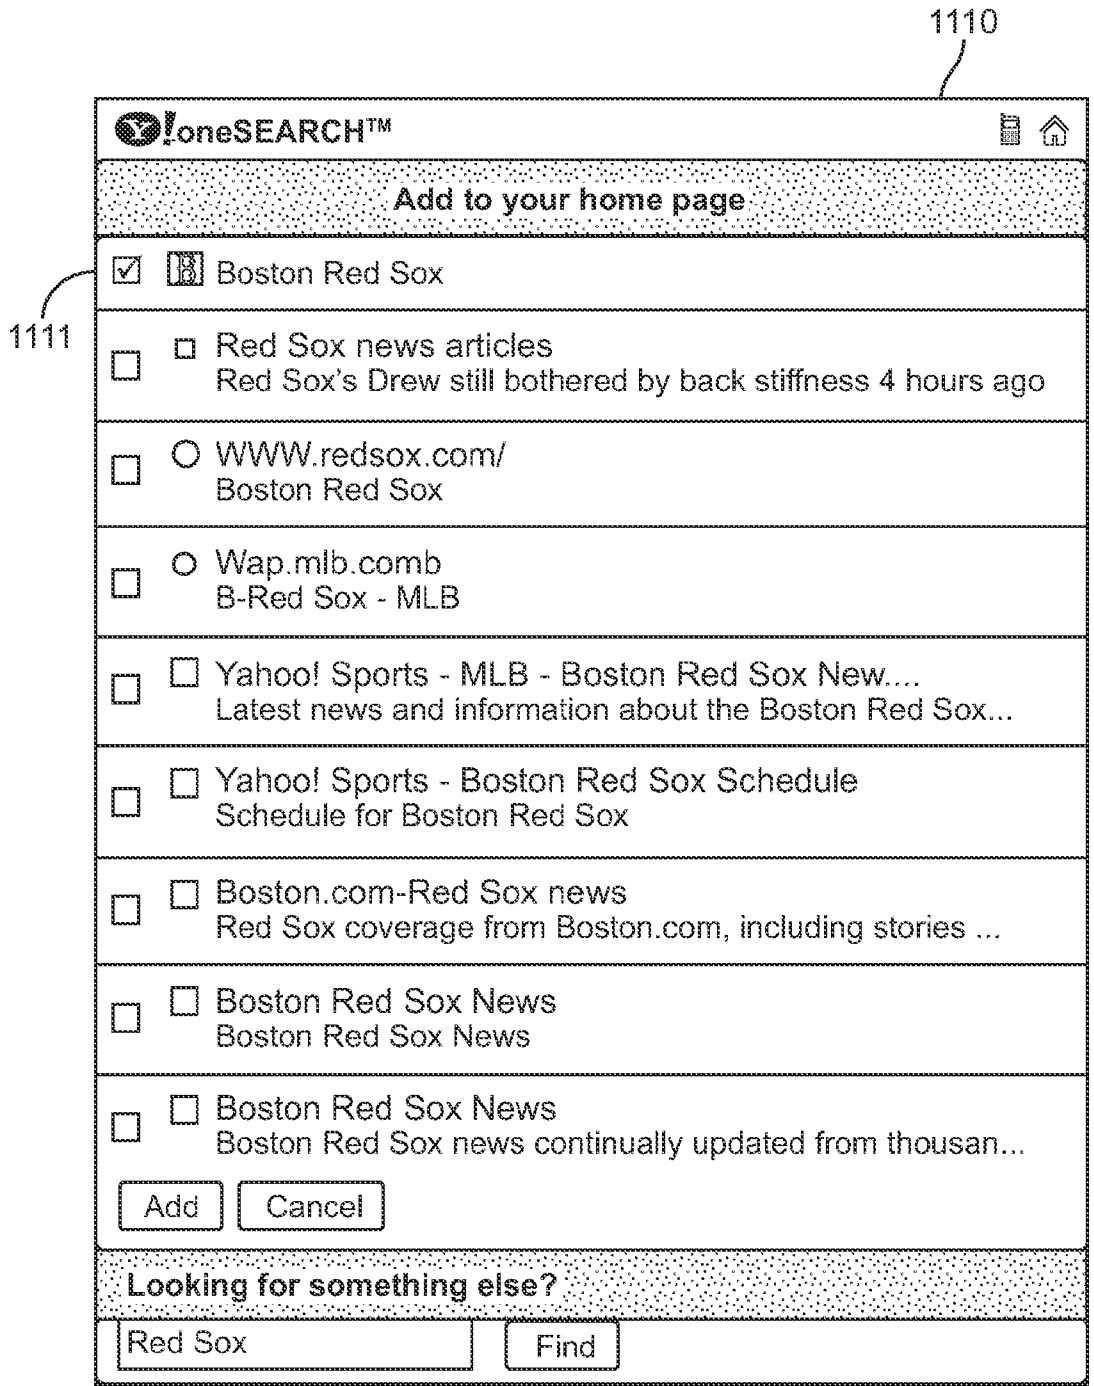 1110
Y!oneSEARCH™
Add to your home page
B Boston Red Sox
1111
Red Sox news articles
Red Sox's Drew still bothered by back stiffness 4 hours ago
WWW.redsox.com/
Boston Red Sox
Wap.mlb.comb
B-Red Sox - MLB
Yahoo! Sports - MLB - Boston Red Sox New....
Latest news and information about the Boston Red Sox...
Yahoo! Sports - Boston Red Sox Schedule
Schedule for Boston Red Sox
Boston.com-Red Sox news
Red Sox coverage from Boston.com, including stories ...
Boston Red Sox News
Boston Red Sox News
Boston Red Sox News
Boston Red Sox news continually updated from thousan...
Add Cancel
Looking for something else?
Red Sox Find